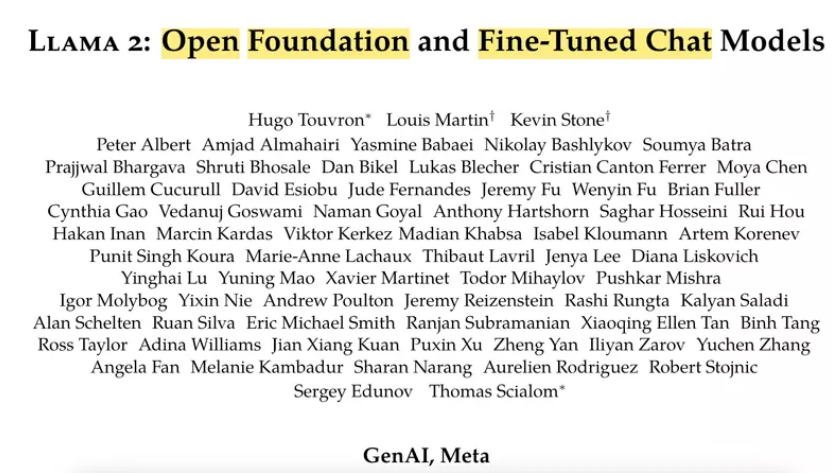 LLAMA 2: Open Foundation and Fine-Tuned Chat Models
Hugo Touvron* Louis Martin† Kevin Stone†
Peter Albert Amjad Almahairi Yasmine Babaei Nikolay Bashlykov Soumya Batra
Prajjwal Bhargava Shruti Bhosale Dan Bikel Lukas Blecher Cristian Canton Ferrer Moya Chen
Guillem Cucurull David Esiobu Jude Fernandes Jeremy Fu Wenyin Fu Brian Fuller
Cynthia Gao Vedanuj Goswami Naman Goyal Anthony Hartshorn Saghar Hosseini Rui Hou
Hakan Inan Marcin Kardas Viktor Kerkez Madian Khabsa Isabel Kloumann Artem Korenev
Punit Singh Koura Marie-Anne Lachaux Thibaut Lavril Jenya Lee Diana Liskovich
Yinghai Lu Yuning Mao Xavier Martinet Todor Mihaylov Pushkar Mishra
Igor Molybog Yixin Nie Andrew Poulton Jeremy Reizenstein Rashi Rungta Kalyan Saladi
Alan Schelten Ruan Silva Eric Michael Smith Ranjan Subramanian Xiaoqing Ellen Tan Binh Tang
Ross Taylor Adina Williams Jian Xiang Kuan Puxin Xu Zheng Yan Iliyan Zarov Yuchen Zhang
Angela Fan Melanie Kambadur Sharan Narang Aurelien Rodriguez Robert Stojnic
Sergey Edunov Thomas Scialom*
GenAI, Meta